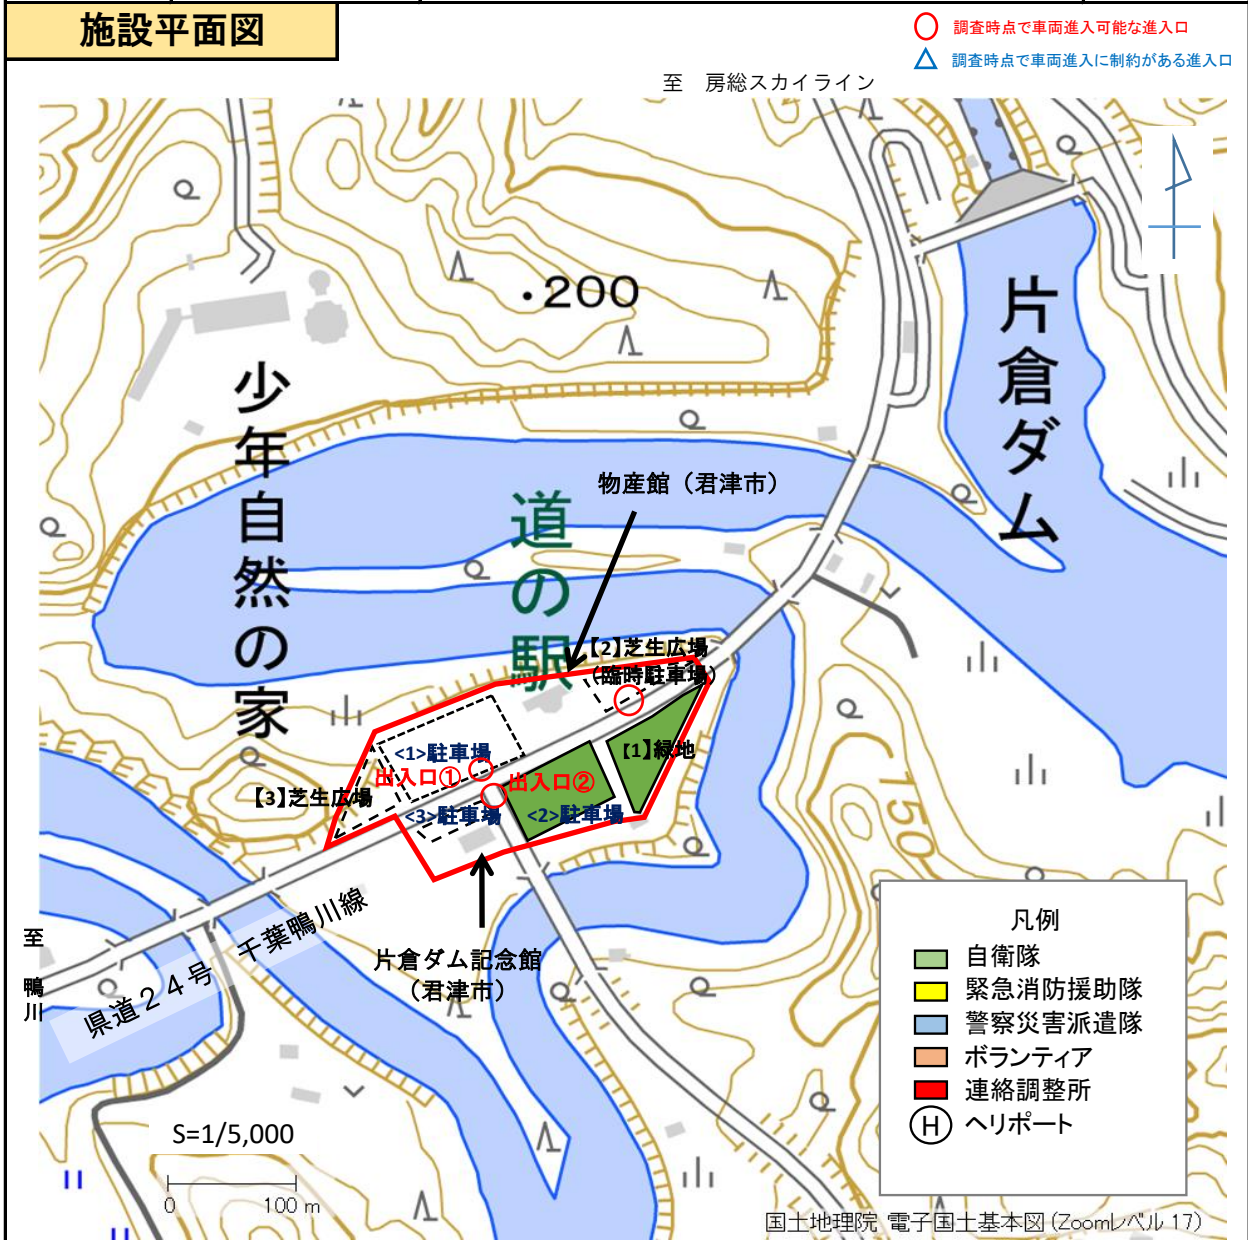 施設平面図
調査時点で車両進入可能な進入口
調査時点で車両進入に制約がある進入口
至 房総スカイライン
・200
片倉ダム
少年自然の家
道の駅
物産館（君津市）
【2】芝生広場
（臨時駐車場）
<1>駐車場
【1】緑地
出入口①
出入口②
【3】芝生広場
<3>駐車場
<2>駐車場
150
片倉ダム記念館
（君津市）
至 鴨川
県道２４号 千葉鴨川線
凡例
自衛隊
緊急消防援助隊
警察災害派遣隊
ボランティア
連絡調整所
H ヘリポート
S=1/5,000
0 100 m
国土地理院 電子国土基本図(Zoomレベル 17)